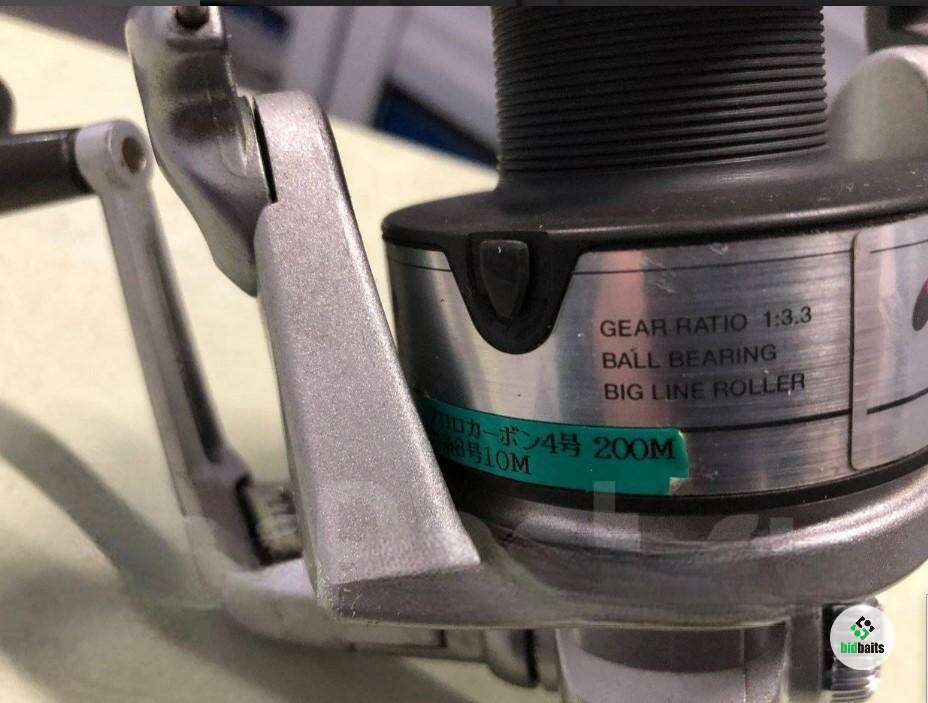 GEAR RATIO 1:3.3
BALL BEARING
BIG LINE ROLLER
ロロカーボン4号 200M
8号10M
bidbaits